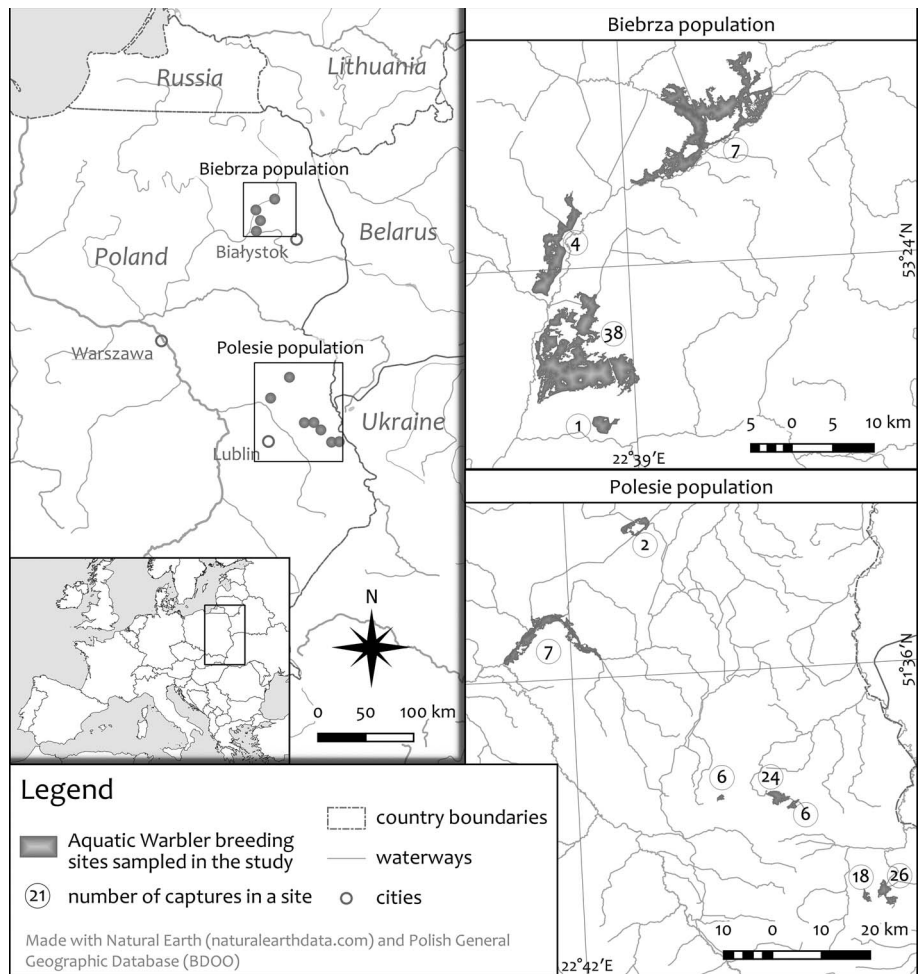 Russia
Lithuania
Biebrza population
Białystok
Belarus
Poland
Warszawa
Polesie population
Lublin
Ukraine
N
0 50 100 km
Biebrza population
7
4
53°24′N
38
1
5 0 5 10 km
22°39′E
Polesie population
2
7
51°36′N
6
24
6
18
26
10 0 10 20 km
22°42′E
Legend
Aquatic Warbler breeding
sites sampled in the study
21 number of captures in a site
country boundaries
waterways
cities
Made with Natural Earth (naturalearthdata.com) and Polish General
Geographic Database (BDOO)